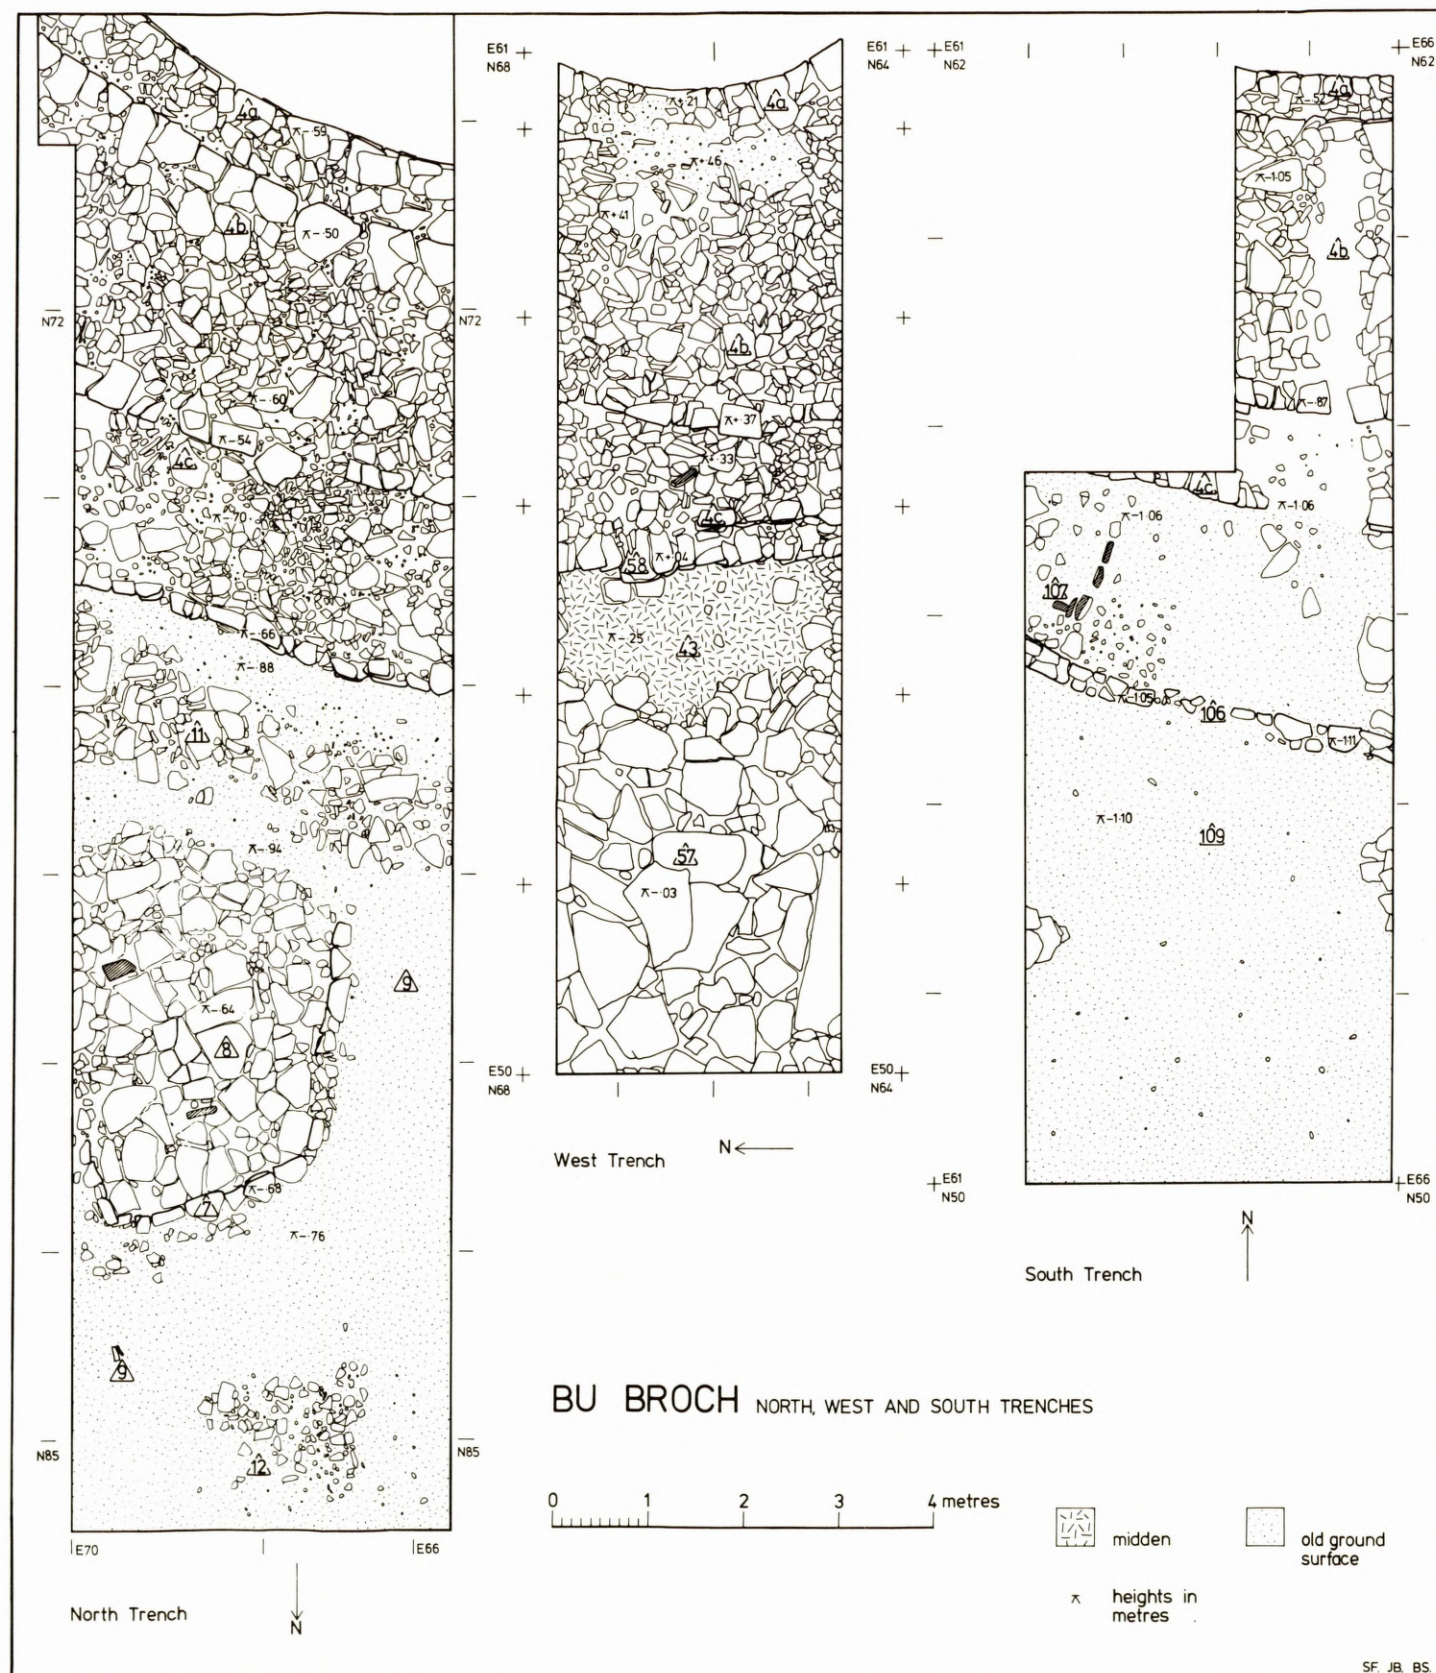 4a
⊼-·59
4b
⊼-·50
N72
N72
⊼-·60
⊼-·54
4c
⊼-·70
⊼-·66
⊼-·88
11
⊼-·94
9
⊼-·64
8
⊼-·68
7
⊼-·76
9
12
N85
N85
E70
E66
North Trench
N
E61
N68
E61
N64
⊼+·21
4a
⊼+·46
⊼+·41
4b
⊼+·37
⊼+·33
4c
58
⊼+·04
⊼-·25
43
57
⊼-·03
E50
N68
E50
N64
West Trench
N
E61
N62
E66
N62
4a
⊼-·52
⊼-1·05
4b
⊼-·87
4c
⊼-1·06
⊼-1·06
107
⊼-1·05
106
⊼-1·11
⊼-1·10
109
E61
N50
E66
N50
South Trench
N
BU BROCH NORTH, WEST AND SOUTH TRENCHES
0 1 2 3 4 metres
midden
old ground
surface
⊼ heights in
metres
SF. JB. BS.